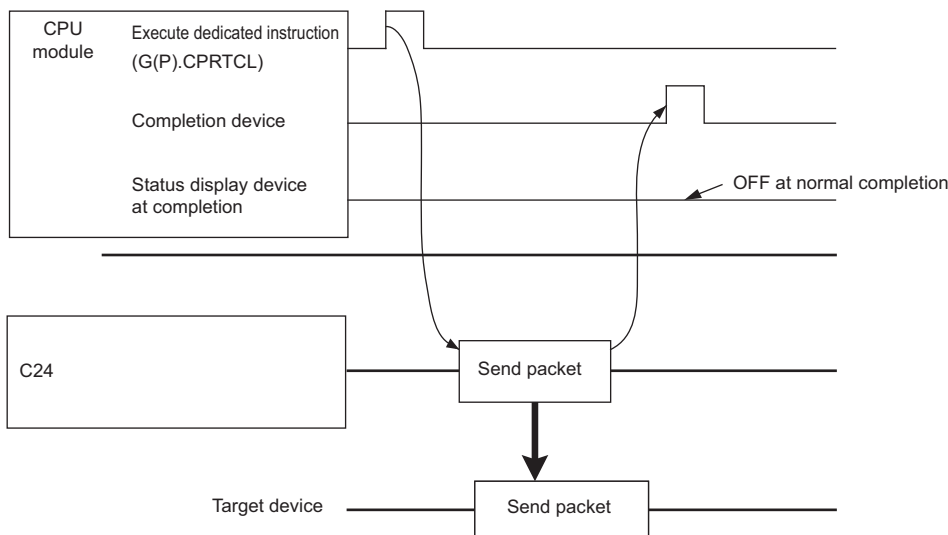 CPU
module
Execute dedicated instruction
(G(P).CPRTCL)
Completion device
Status display device
at completion
OFF at normal completion
C24
Send packet
Target device
Send packet